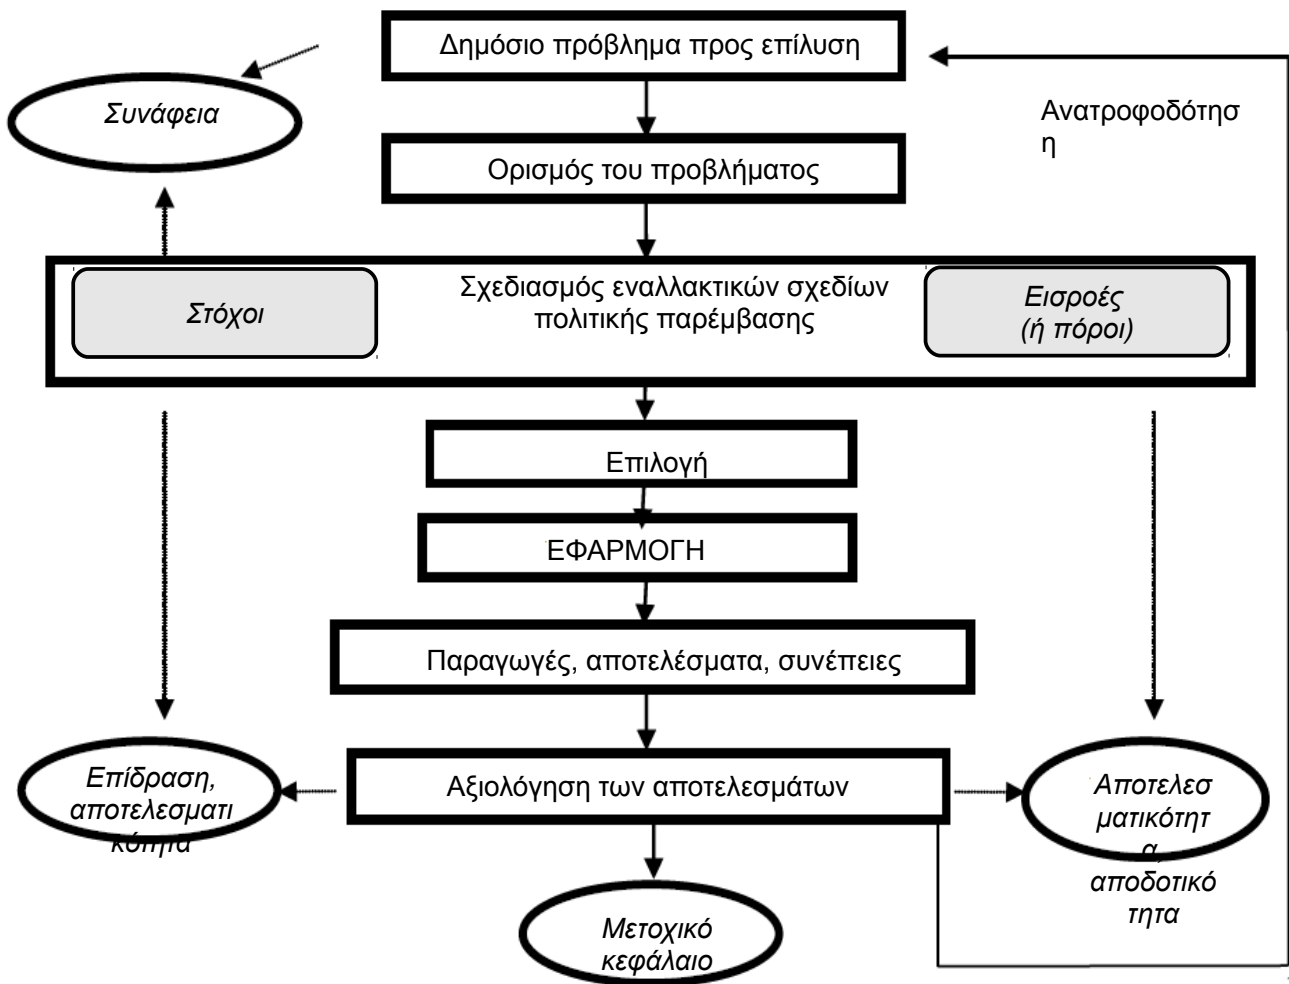 Δημόσιο πρόβλημα προς επίλυση
Συνάφεια
Ανατροφοδότησ
η
Ορισμός του προβλήματος
Στόχοι
Σχεδιασμός εναλλακτικών σχεδίων
πολιτικής παρέμβασης
Εισροές
(ή πόροι)
Επιλογή
ΕΦΑΡΜΟΓΗ
Παραγωγές, αποτελέσματα, συνέπειες
Επίδραση,
αποτελεσματι
κότητα
Αξιολόγηση των αποτελεσμάτων
Αποτελεσ
ματικότητ
α,
αποδοτικό
τητα
Μετοχικό
κεφάλαιο